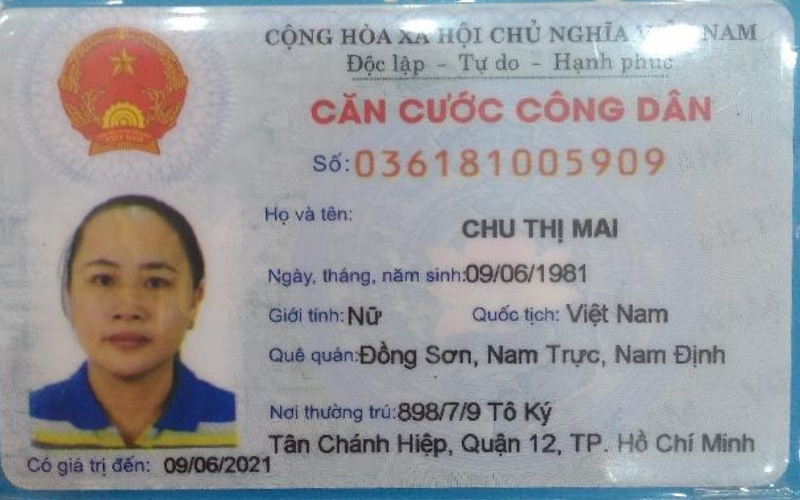 CỘNG HÒA XÃ HỘI CHỦ NGHĨA VIỆT NAM
Độc lập - Tự do - Hạnh phúc
CĂN CƯỚC CÔNG DÂN
Số: 036181005909
Họ và tên: CHU THỊ MAI
Ngày, tháng, năm sinh: 09/06/1981
Giới tính: Nữ Quốc tịch: Việt Nam
Quê quán: Đồng Sơn, Nam Trực, Nam Định
Nơi thường trú: 898/7/9 Tô Ký
Tân Chánh Hiệp, Quận 12, TP. Hồ Chí Minh
Có giá trị đến: 09/06/2021